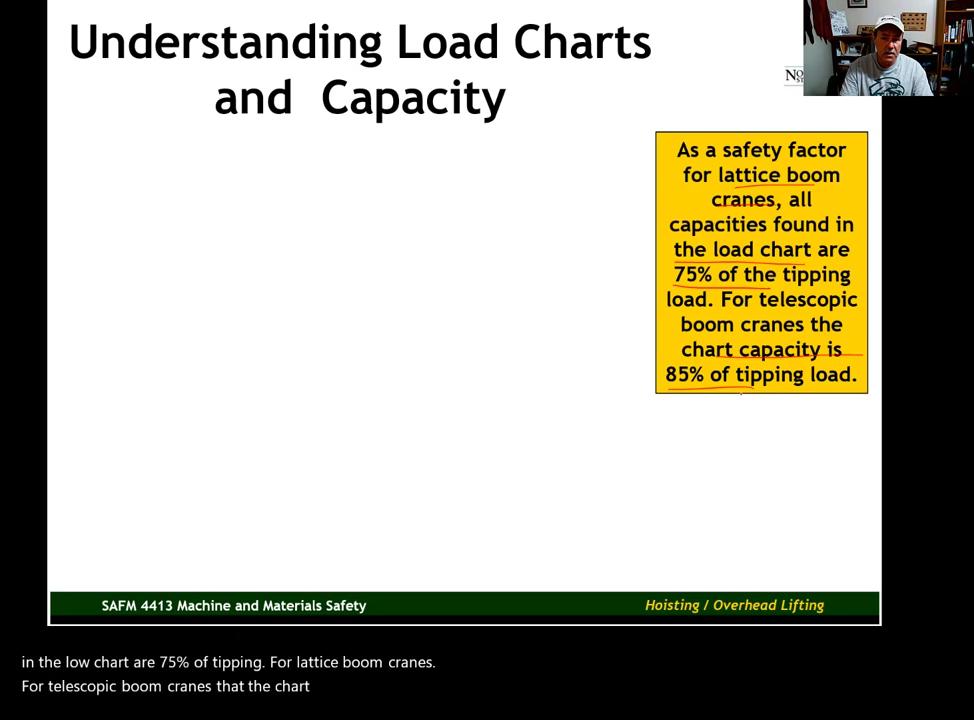 Understanding Load Charts
and Capacity
As a safety factor
for lattice boom
cranes, all
capacities found in
the load chart are
75% of the tipping
load. For telescopic
boom cranes the
chart capacity is
85% of tipping load.
SAFM 4413 Machine and Materials Safety
Hoisting / Overhead Lifting
in the low chart are 75% of tipping. For lattice boom cranes.
For telescopic boom cranes that the chart